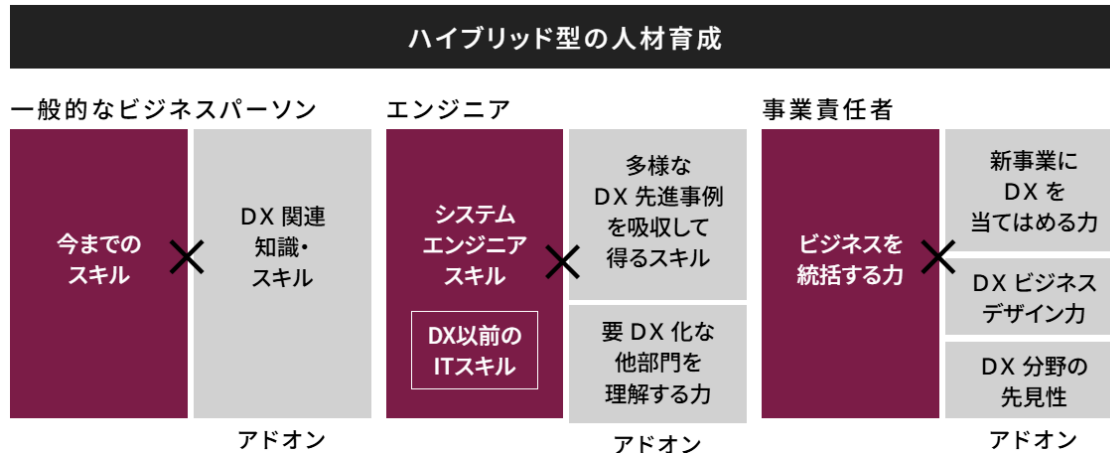 ハイブリッド型の人材育成
一般的なビジネスパーソン
今までの
スキル
×
DX 関連
知識・
スキル
アドオン
エンジニア
システム
エンジニア
スキル
DX以前の
ITスキル
×
多様な
DX 先進事例
を吸収して
得るスキル
要 DX 化な
他部門を
理解する力
アドオン
事業責任者
ビジネスを
統括する力
×
新事業に
DX を
当てはめる力
DX ビジネス
デザイン力
DX 分野の
先見性
アドオン